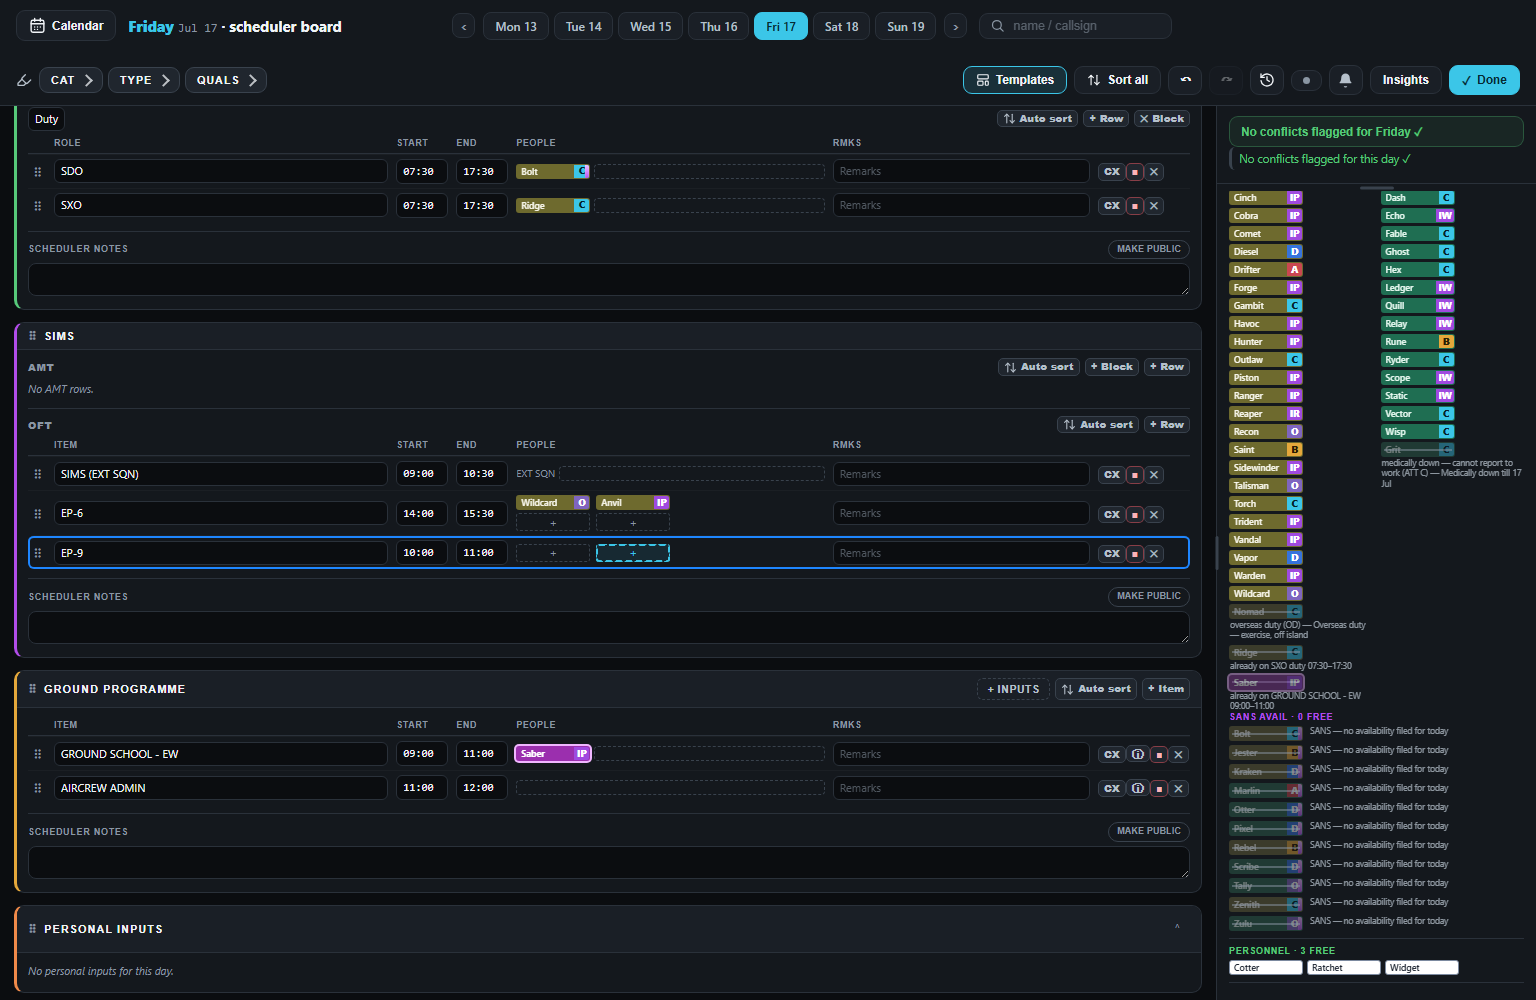 Calendar
Friday Jul 17 · scheduler board
‹
Mon 13
Tue 14
Wed 15
Thu 16
Fri 17
Sat 18
Sun 19
›
name / callsign
CAT
TYPE
QUALS
Templates
Sort all
Insights
✓ Done
Duty
Auto sort
+ Row
✕ Block
ROLE START END PEOPLE RMKS
SDO 07:30 17:30 Bolt C Remarks CX
SXO 07:30 17:30 Ridge C Remarks CX
SCHEDULER NOTES
MAKE PUBLIC
SIMS
AMT
Auto sort
+ Block
+ Row
No AMT rows.
OFT
Auto sort
+ Row
ITEM START END PEOPLE RMKS
SIMS (EXT SQN) 09:00 10:30 EXT SQN Remarks CX
EP-6 14:00 15:30 Wildcard O Anvil IP Remarks CX
+ +
EP-9 10:00 11:00 + + Remarks CX
SCHEDULER NOTES
MAKE PUBLIC
GROUND PROGRAMME
+ INPUTS
Auto sort
+ Item
ITEM START END PEOPLE RMKS
GROUND SCHOOL - EW 09:00 11:00 Saber IP Remarks CX
AIRCREW ADMIN 11:00 12:00 Remarks CX
SCHEDULER NOTES
MAKE PUBLIC
PERSONAL INPUTS
No personal inputs for this day.
No conflicts flagged for Friday ✓
No conflicts flagged for this day ✓
Cinch IP
Cobra IP
Comet IP
Diesel D
Drifter A
Forge IP
Gambit C
Havoc IP
Hunter IP
Outlaw C
Piston IP
Ranger IP
Reaper IR
Recon O
Saint B
Sidewinder IP
Talisman O
Torch C
Trident IP
Vandal IP
Vapor D
Warden IP
Wildcard O
Nomad C
overseas duty (OD) — Overseas duty
— exercise, off island
Ridge C
already on SXO duty 07:30–17:30
Saber IP
already on GROUND SCHOOL - EW
09:00–11:00
Dash C
Echo IW
Fable C
Ghost C
Hex C
Ledger IW
Quill IW
Relay IW
Rune B
Ryder C
Scope IW
Static IW
Vector C
Wisp C
Grit C
medically down — cannot report to
work (ATT C) — Medically down till 17
Jul
SANS AVAIL · 0 FREE
Bolt C SANS — no availability filed for today
Jester B SANS — no availability filed for today
Kraken D SANS — no availability filed for today
Marlin A SANS — no availability filed for today
Otter D SANS — no availability filed for today
Pixel D SANS — no availability filed for today
Rebel B SANS — no availability filed for today
Scribe D SANS — no availability filed for today
Tally O SANS — no availability filed for today
Zenith C SANS — no availability filed for today
Zulu O SANS — no availability filed for today
PERSONNEL · 3 FREE
Cotter
Ratchet
Widget